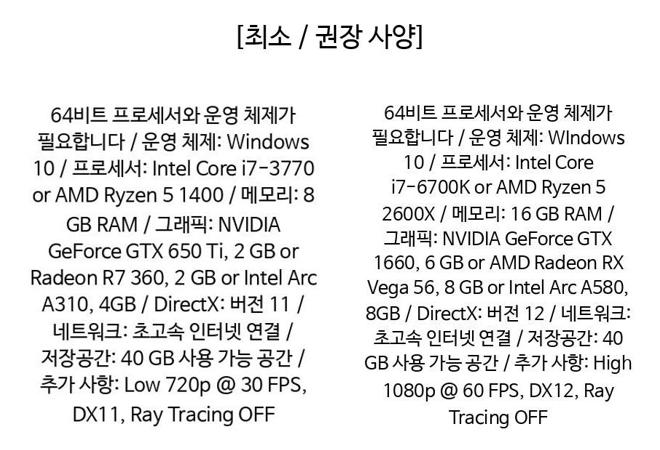 [최소 / 권장 사양]
64비트 프로세서와 운영 체제가
필요합니다 / 운영 체제: Windows
10 / 프로세서: Intel Core i7-3770
or AMD Ryzen 5 1400 / 메모리: 8
GB RAM / 그래픽: NVIDIA
GeForce GTX 650 Ti, 2 GB or
Radeon R7 360, 2 GB or Intel Arc
A310, 4GB / DirectX: 버전 11 /
네트워크: 초고속 인터넷 연결 /
저장공간: 40 GB 사용 가능 공간 /
추가 사항: Low 720p @ 30 FPS,
DX11, Ray Tracing OFF
64비트 프로세서와 운영 체제가
필요합니다 / 운영 체제: WIndows
10 / 프로세서: Intel Core
i7-6700K or AMD Ryzen 5
2600X / 메모리: 16 GB RAM /
그래픽: NVIDIA GeForce GTX
1660, 6 GB or AMD Radeon RX
Vega 56, 8 GB or Intel Arc A580,
8GB / DirectX: 버전 12 / 네트워크:
초고속 인터넷 연결 / 저장공간: 40
GB 사용 가능 공간 / 추가 사항: High
1080p @ 60 FPS, DX12, Ray
Tracing OFF